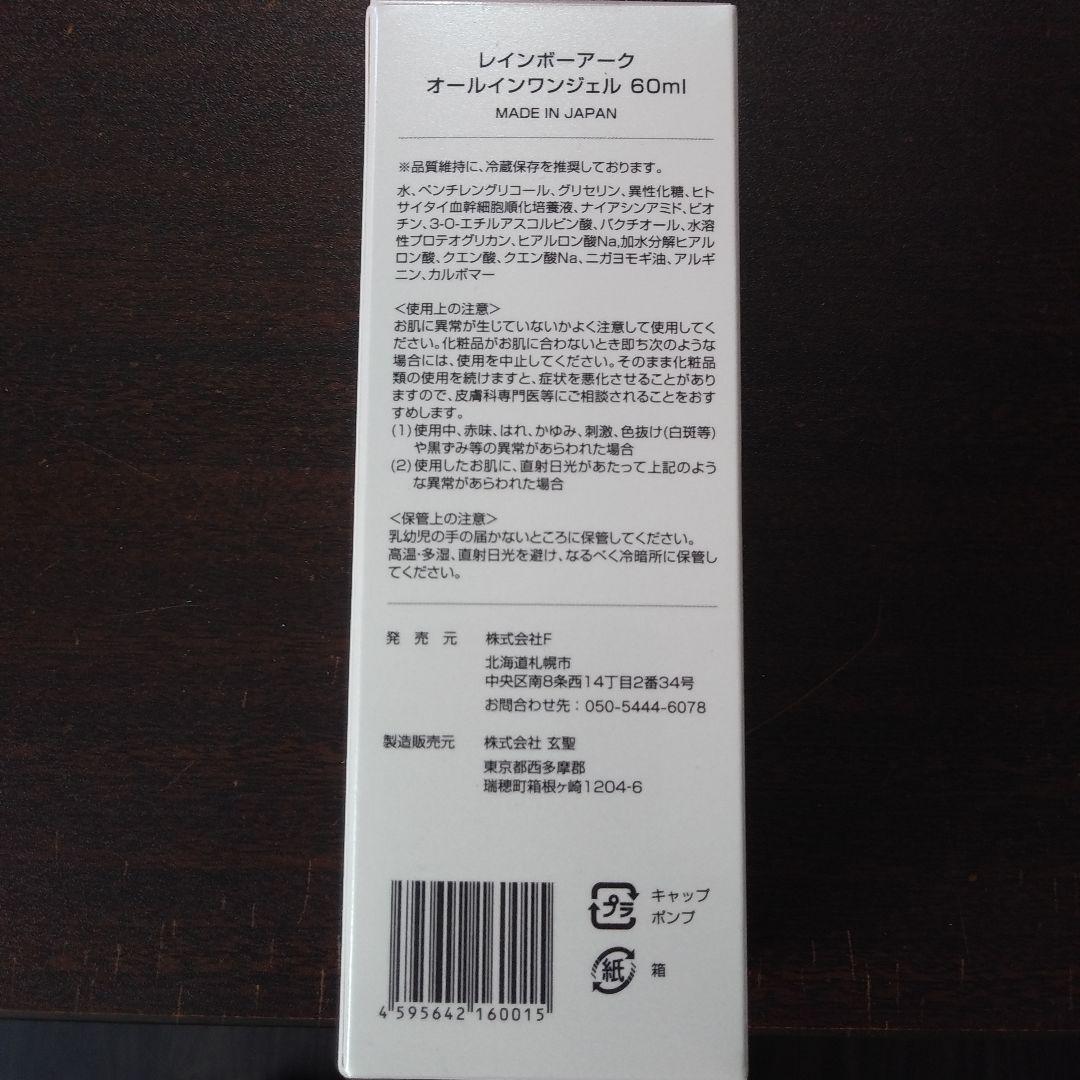 レインボーアーク
オールインワンジェル 60ml
MADE IN JAPAN
※品質維持に、冷蔵保存を推奨しております。
水、ペンチレングリコール、グリセリン、異性化糖、ヒト
サイタイ血幹細胞順化培養液、ナイアシンアミド、ビオ
チン、3-O-エチルアスコルビン酸、バクチオール、水溶
性プロテオグリカン、ヒアルロン酸Na,加水分解ヒアル
ロン酸、クエン酸、クエン酸Na、ニガヨモギ油、アルギ
ニン、カルボマー
＜使用上の注意＞
お肌に異常が生じていないかよく注意して使用してく
ださい。化粧品がお肌に合わないとき即ち次のような
場合には、使用を中止してください。そのまま化粧品
類の使用を続けますと、症状を悪化させることがあり
ますので、皮膚科専門医等にご相談されることをおす
すめします。
(1)使用中、赤味、はれ、かゆみ、刺激、色抜け(白斑等)
や黒ずみ等の異常があらわれた場合
(2)使用したお肌に、直射日光があたって上記のよう
な異常があらわれた場合
＜保管上の注意＞
乳幼児の手の届かないところに保管してください。
高温・多湿、直射日光を避け、なるべく冷暗所に保管し
てください。
発 売 元 株式会社F
北海道札幌市
中央区南8条西14丁目2番34号
お問合わせ先：050-5444-6078
製造販売元 株式会社 玄聖
東京都西多摩郡
瑞穂町箱根ヶ崎1204-6
プラ キャップ
ポンプ
紙 箱
4 595642 160015